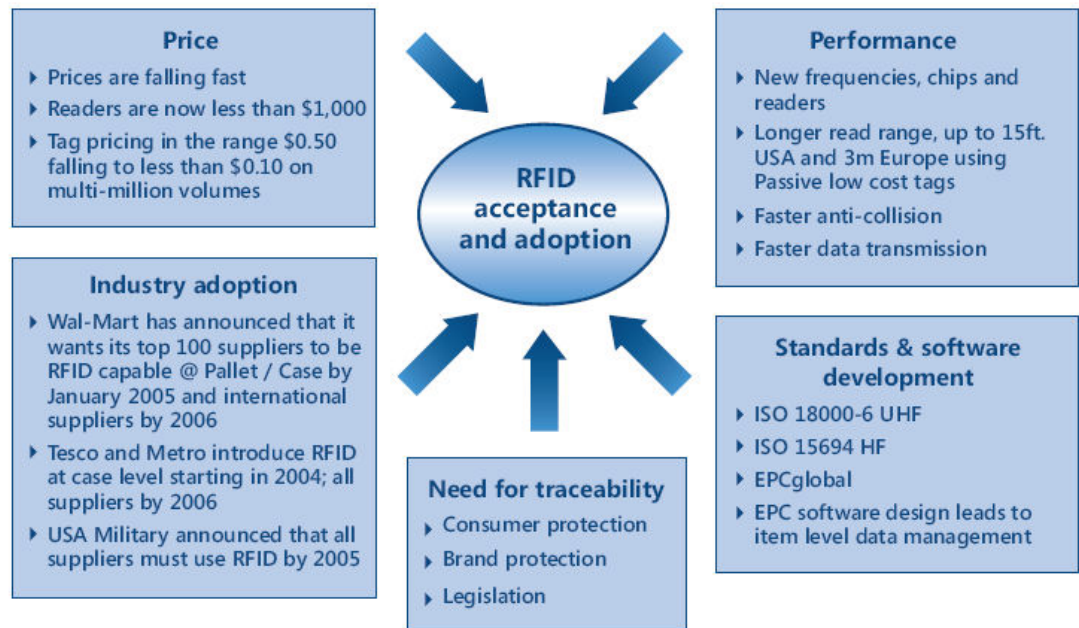 Price
Prices are falling fast
Readers are now less than $1,000
Tag pricing in the range $0.50
falling to less than $0.10 on
multi-million volumes
Performance
New frequencies, chips and
readers
Longer read range, up to 15ft.
USA and 3m Europe using
Passive low cost tags
Faster anti-collision
Faster data transmission
RFID
acceptance
and adoption
Industry adoption
Wal-Mart has announced that it
wants its top 100 suppliers to be
RFID capable @ Pallet / Case by
January 2005 and international
suppliers by 2006
Tesco and Metro introduce RFID
at case level starting in 2004; all
suppliers by 2006
USA Military announced that all
suppliers must use RFID by 2005
Need for traceability
Consumer protection
Brand protection
Legislation
Standards & software
development
ISO 18000-6 UHF
ISO 15694 HF
EPCglobal
EPC software design leads to
item level data management